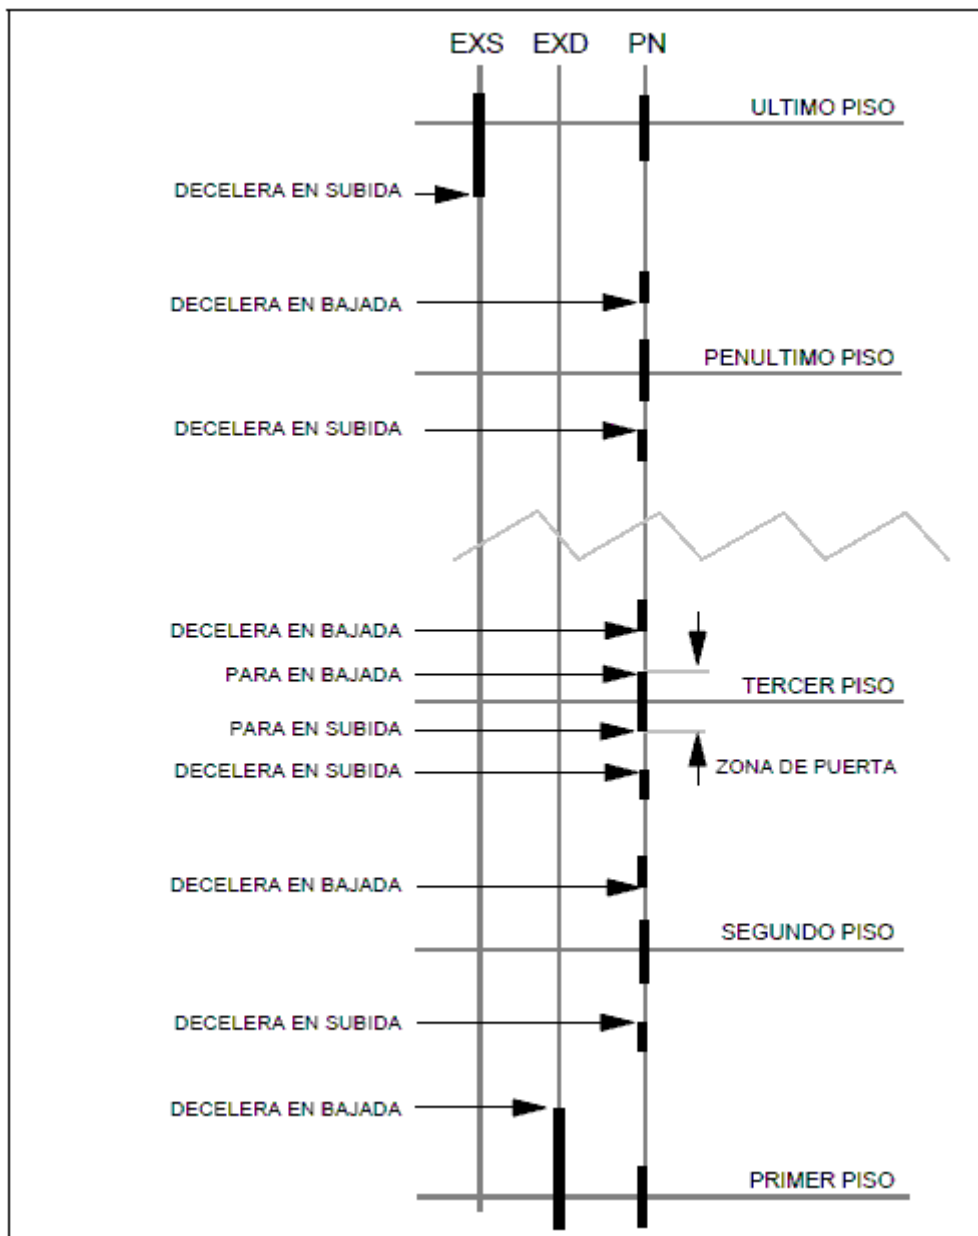 EXS EXD PN
ULTIMO PISO
DECELERA EN SUBIDA
DECELERA EN BAJADA
PENULTIMO PISO
DECELERA EN SUBIDA
DECELERA EN BAJADA
PARA EN BAJADA
TERCER PISO
PARA EN SUBIDA
DECELERA EN SUBIDA
ZONA DE PUERTA
DECELERA EN BAJADA
SEGUNDO PISO
DECELERA EN SUBIDA
DECELERA EN BAJADA
PRIMER PISO